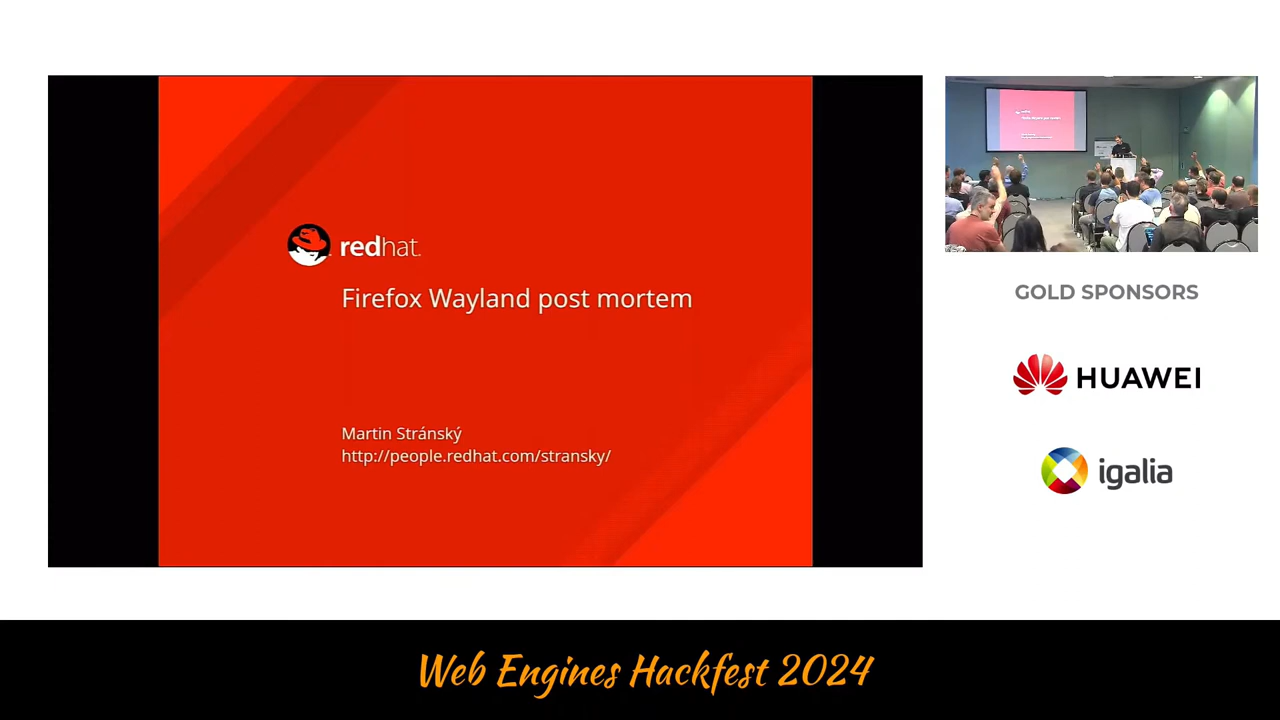 redhat.
Firefox Wayland post mortem
Martin Stránský
http://people.redhat.com/stransky/
GOLD SPONSORS
HUAWEI
igalia
Web Engines Hackfest 2024